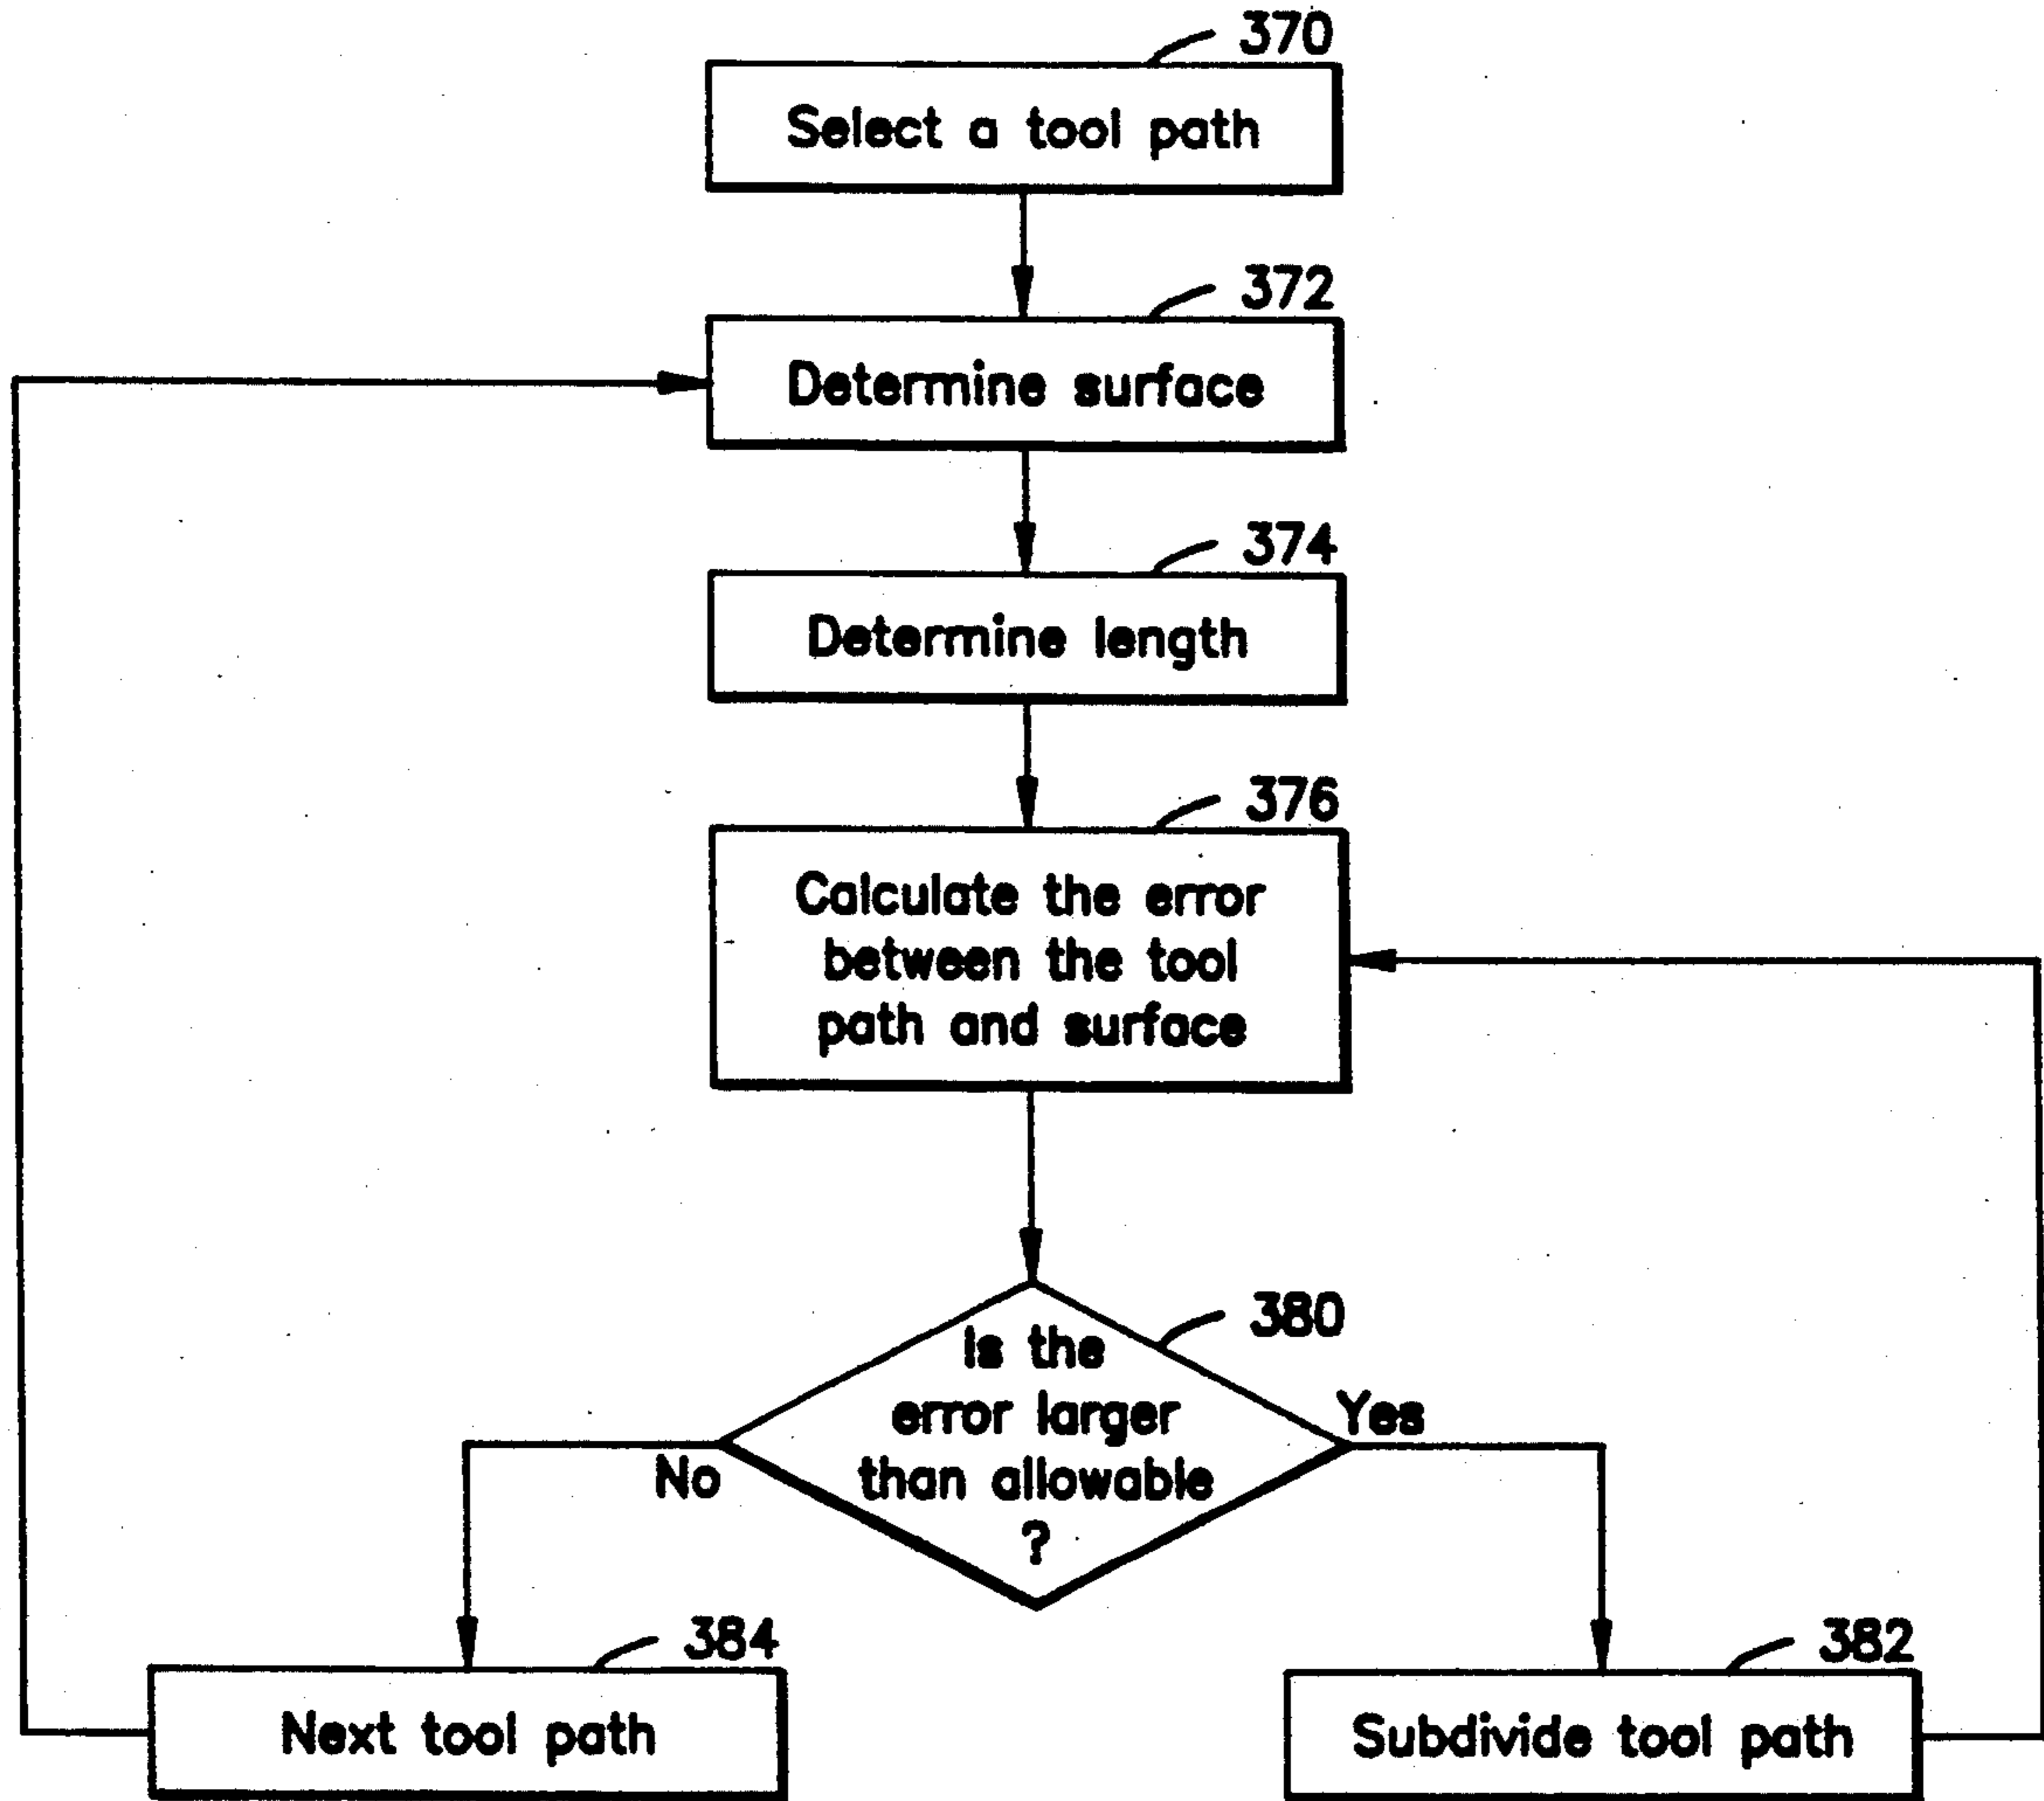 370
Select a tool path
372
Determine surface
374
Determine length
376
Calculate the error
between the tool
path and surface
380
Is the
error larger
than allowable
?
Yes
No
384
Next tool path
382
Subdivide tool path